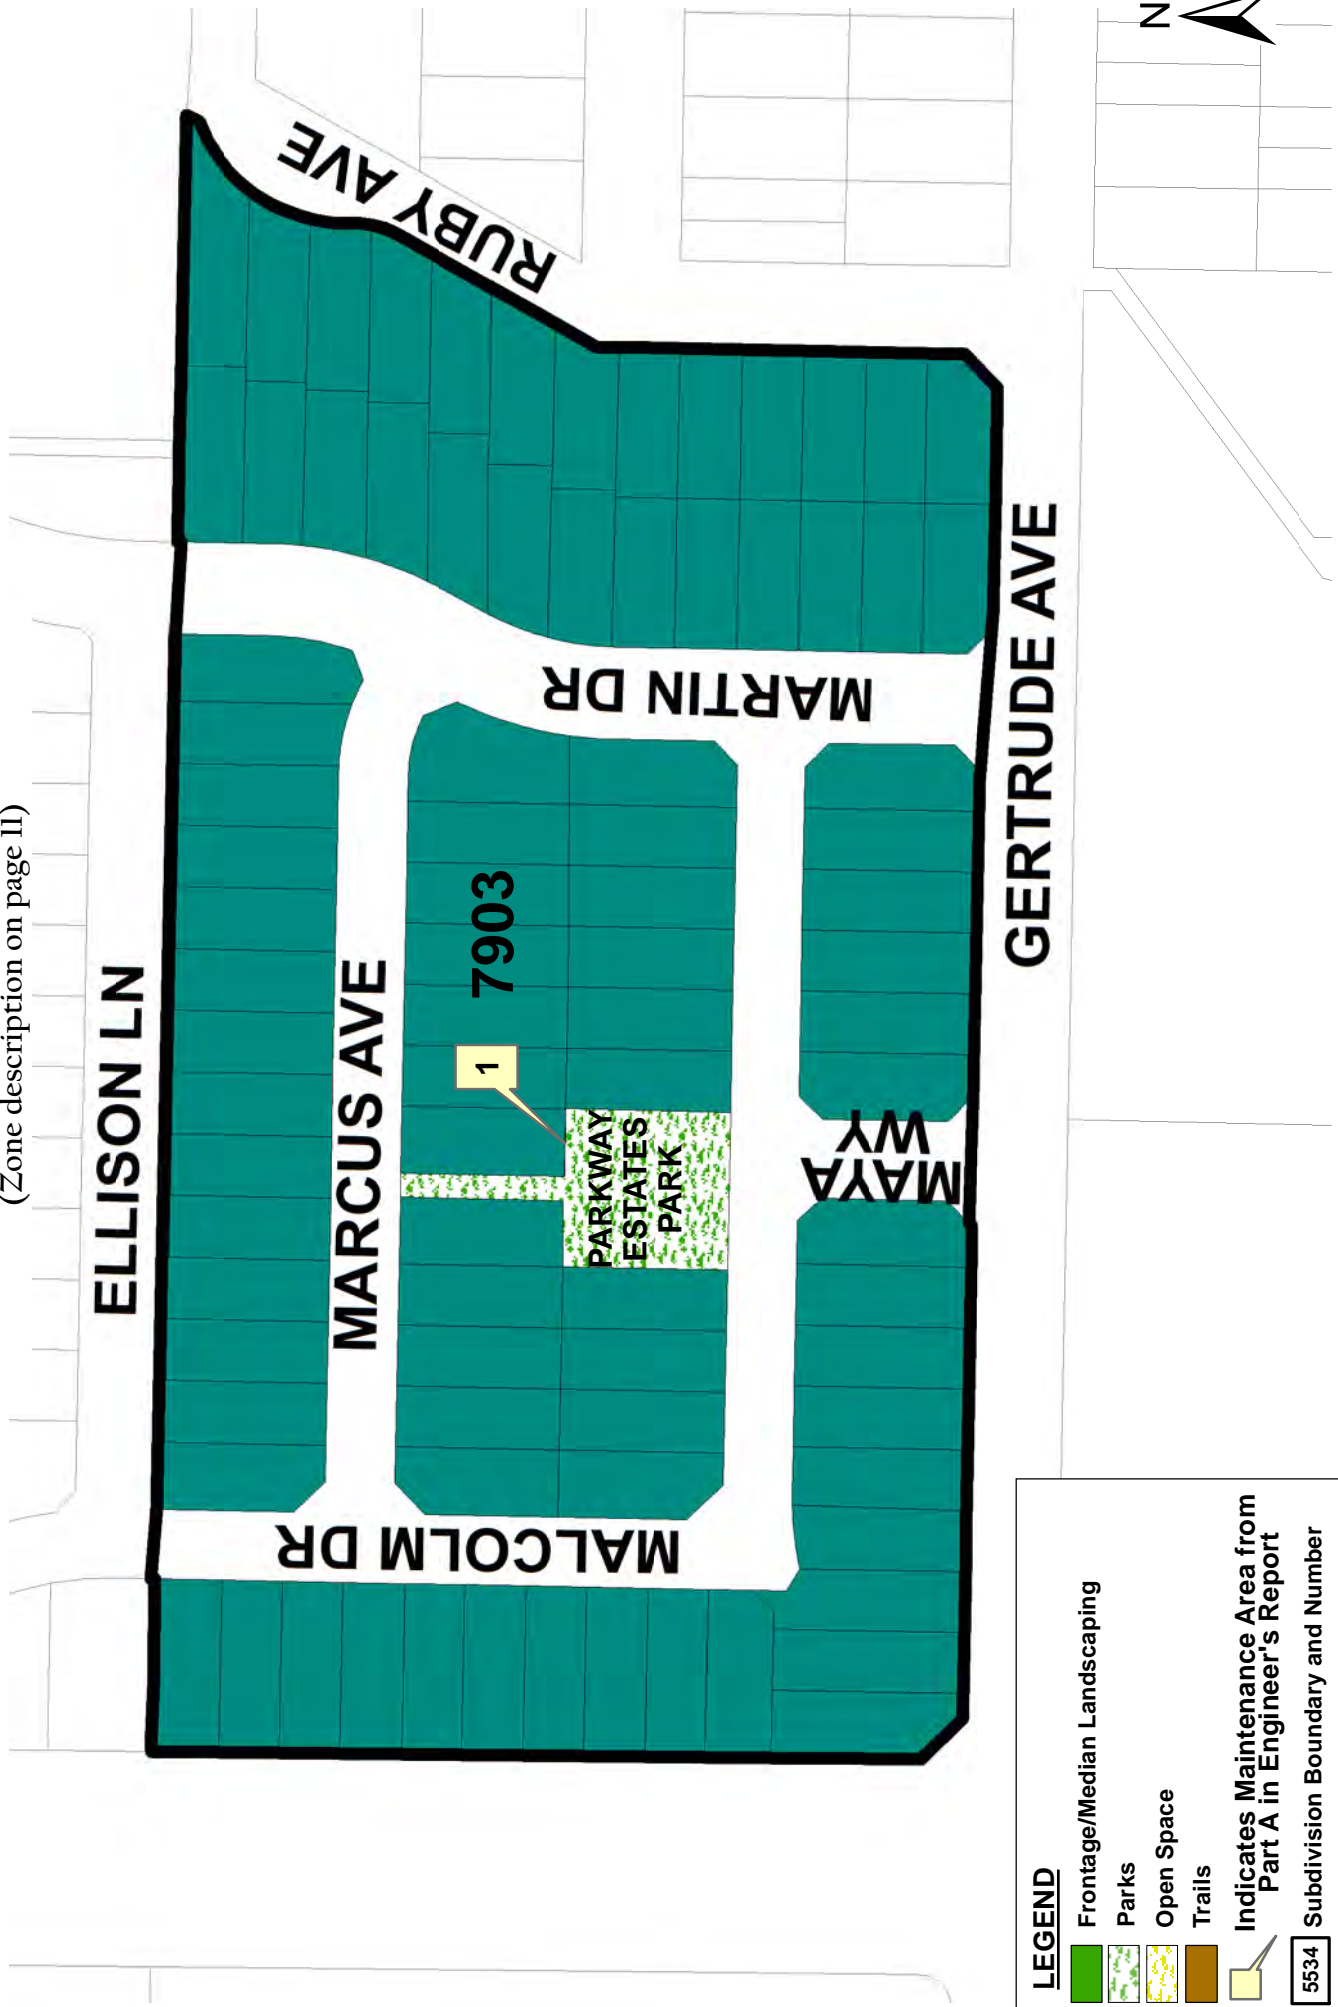 (Zone description on page 11)
ELLISON LN
MARCUS AVE
7903
1
PARKWAY
ESTATES
PARK
RUBY AVE
MARTIN DR
MALCOLM DR
MAYA
WY
GERTRUDE AVE
N
LEGEND
Frontage/Median Landscaping
Parks
Open Space
Trails
Indicates Maintenance Area from
Part A in Engineer's Report
5534 Subdivision Boundary and Number